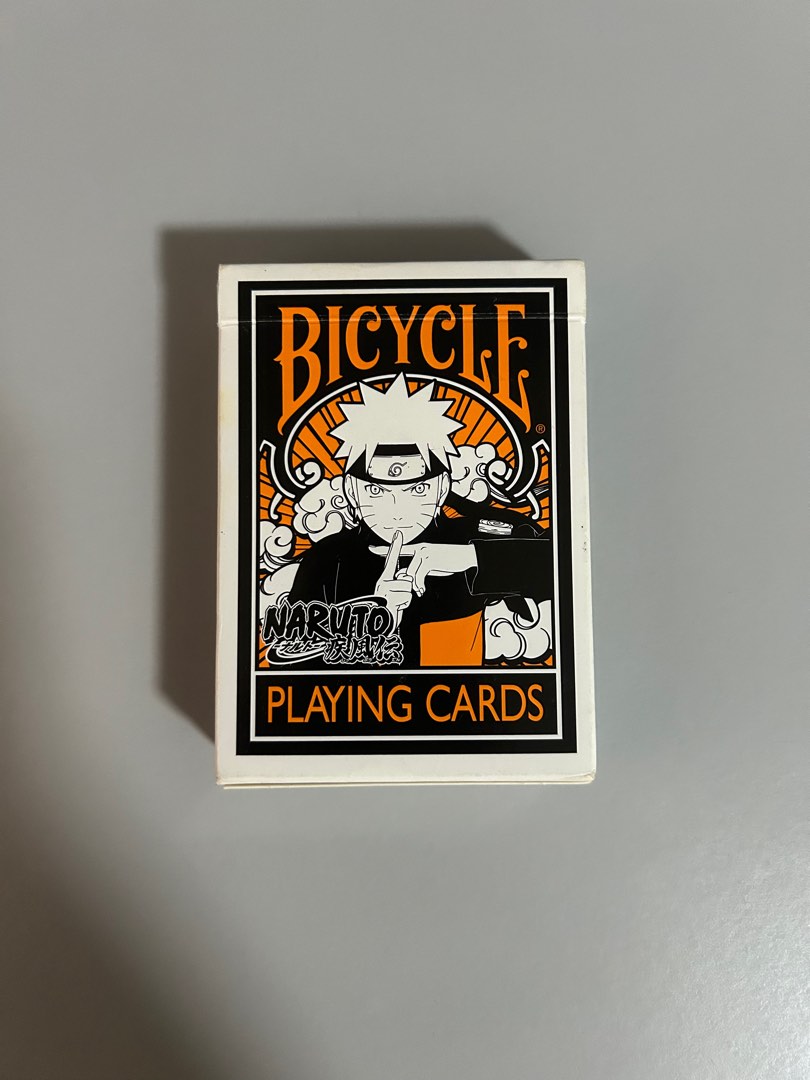 BICYCLE
®
NARUTO
ナルト
疾風伝
PLAYING CARDS